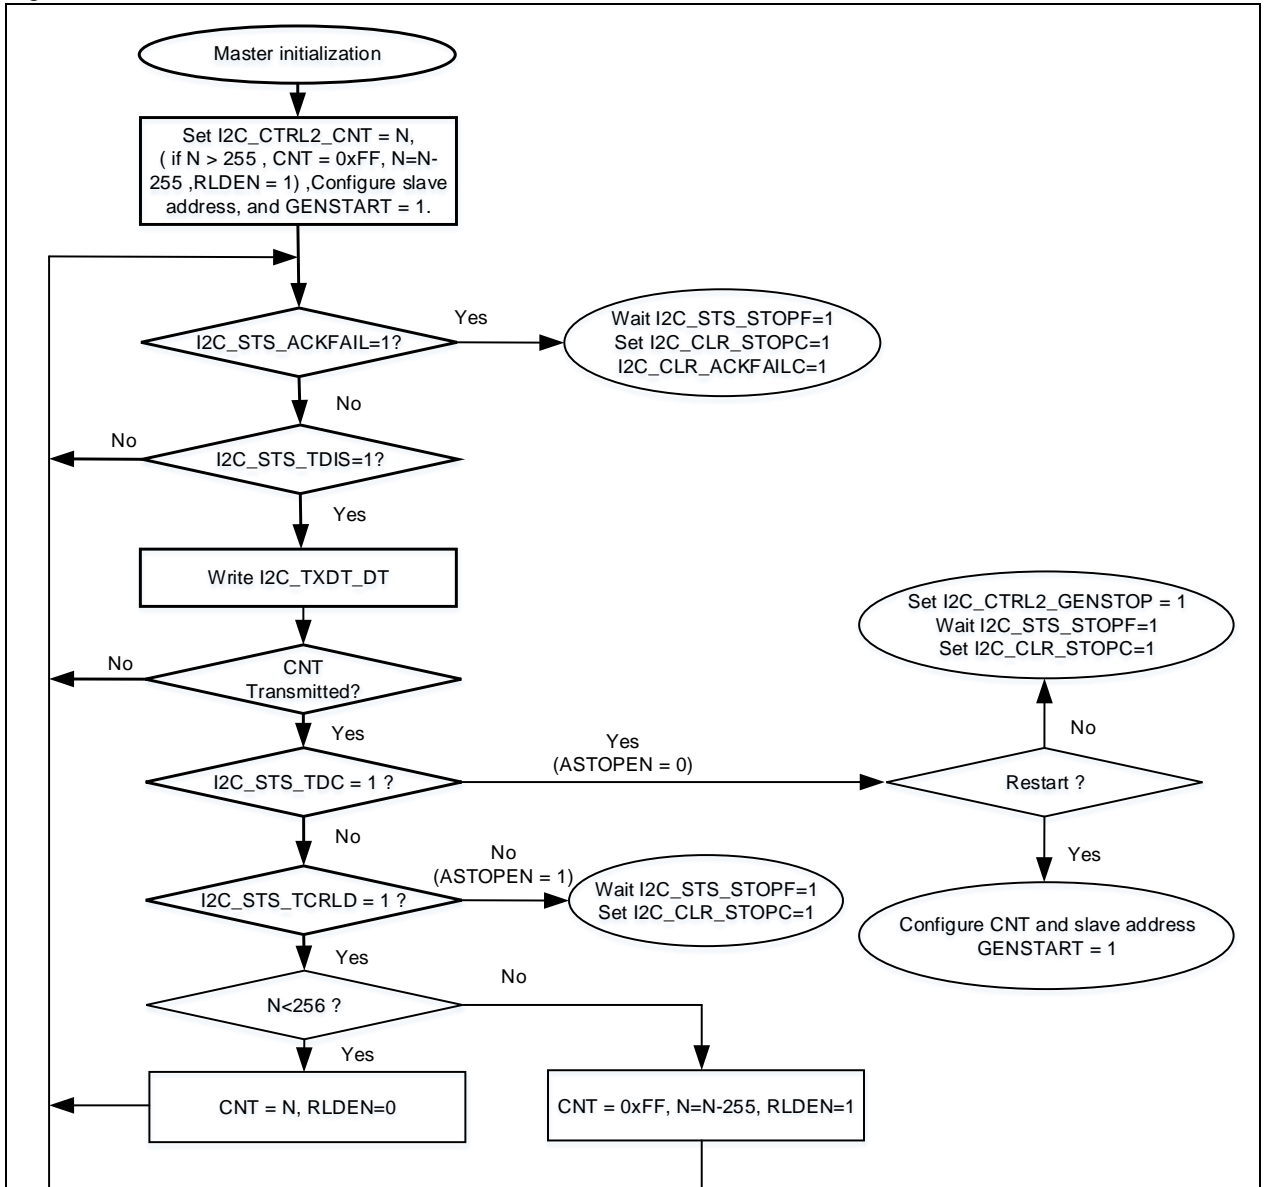 Master initialization
Set I2C_CTRL2_CNT = N,
( if N > 255 , CNT = 0xFF, N=N-
255 ,RLDEN = 1) ,Configure slave
address, and GENSTART = 1.
I2C_STS_ACKFAIL=1?
Yes
Wait I2C_STS_STOPF=1
Set I2C_CLR_STOPC=1
I2C_CLR_ACKFAILC=1
No
No
I2C_STS_TDIS=1?
Yes
Write I2C_TXDT_DT
No
CNT
Transmitted?
Yes
I2C_STS_TDC = 1 ?
Yes
(ASTOPEN = 0)
Restart ?
No
Set I2C_CTRL2_GENSTOP = 1
Wait I2C_STS_STOPF=1
Set I2C_CLR_STOPC=1
Yes
Configure CNT and slave address
GENSTART = 1
No
I2C_STS_TCRLD = 1 ?
No
(ASTOPEN = 1)
Wait I2C_STS_STOPF=1
Set I2C_CLR_STOPC=1
Yes
N<256 ?
No
Yes
CNT = N, RLDEN=0
CNT = 0xFF, N=N-255, RLDEN=1